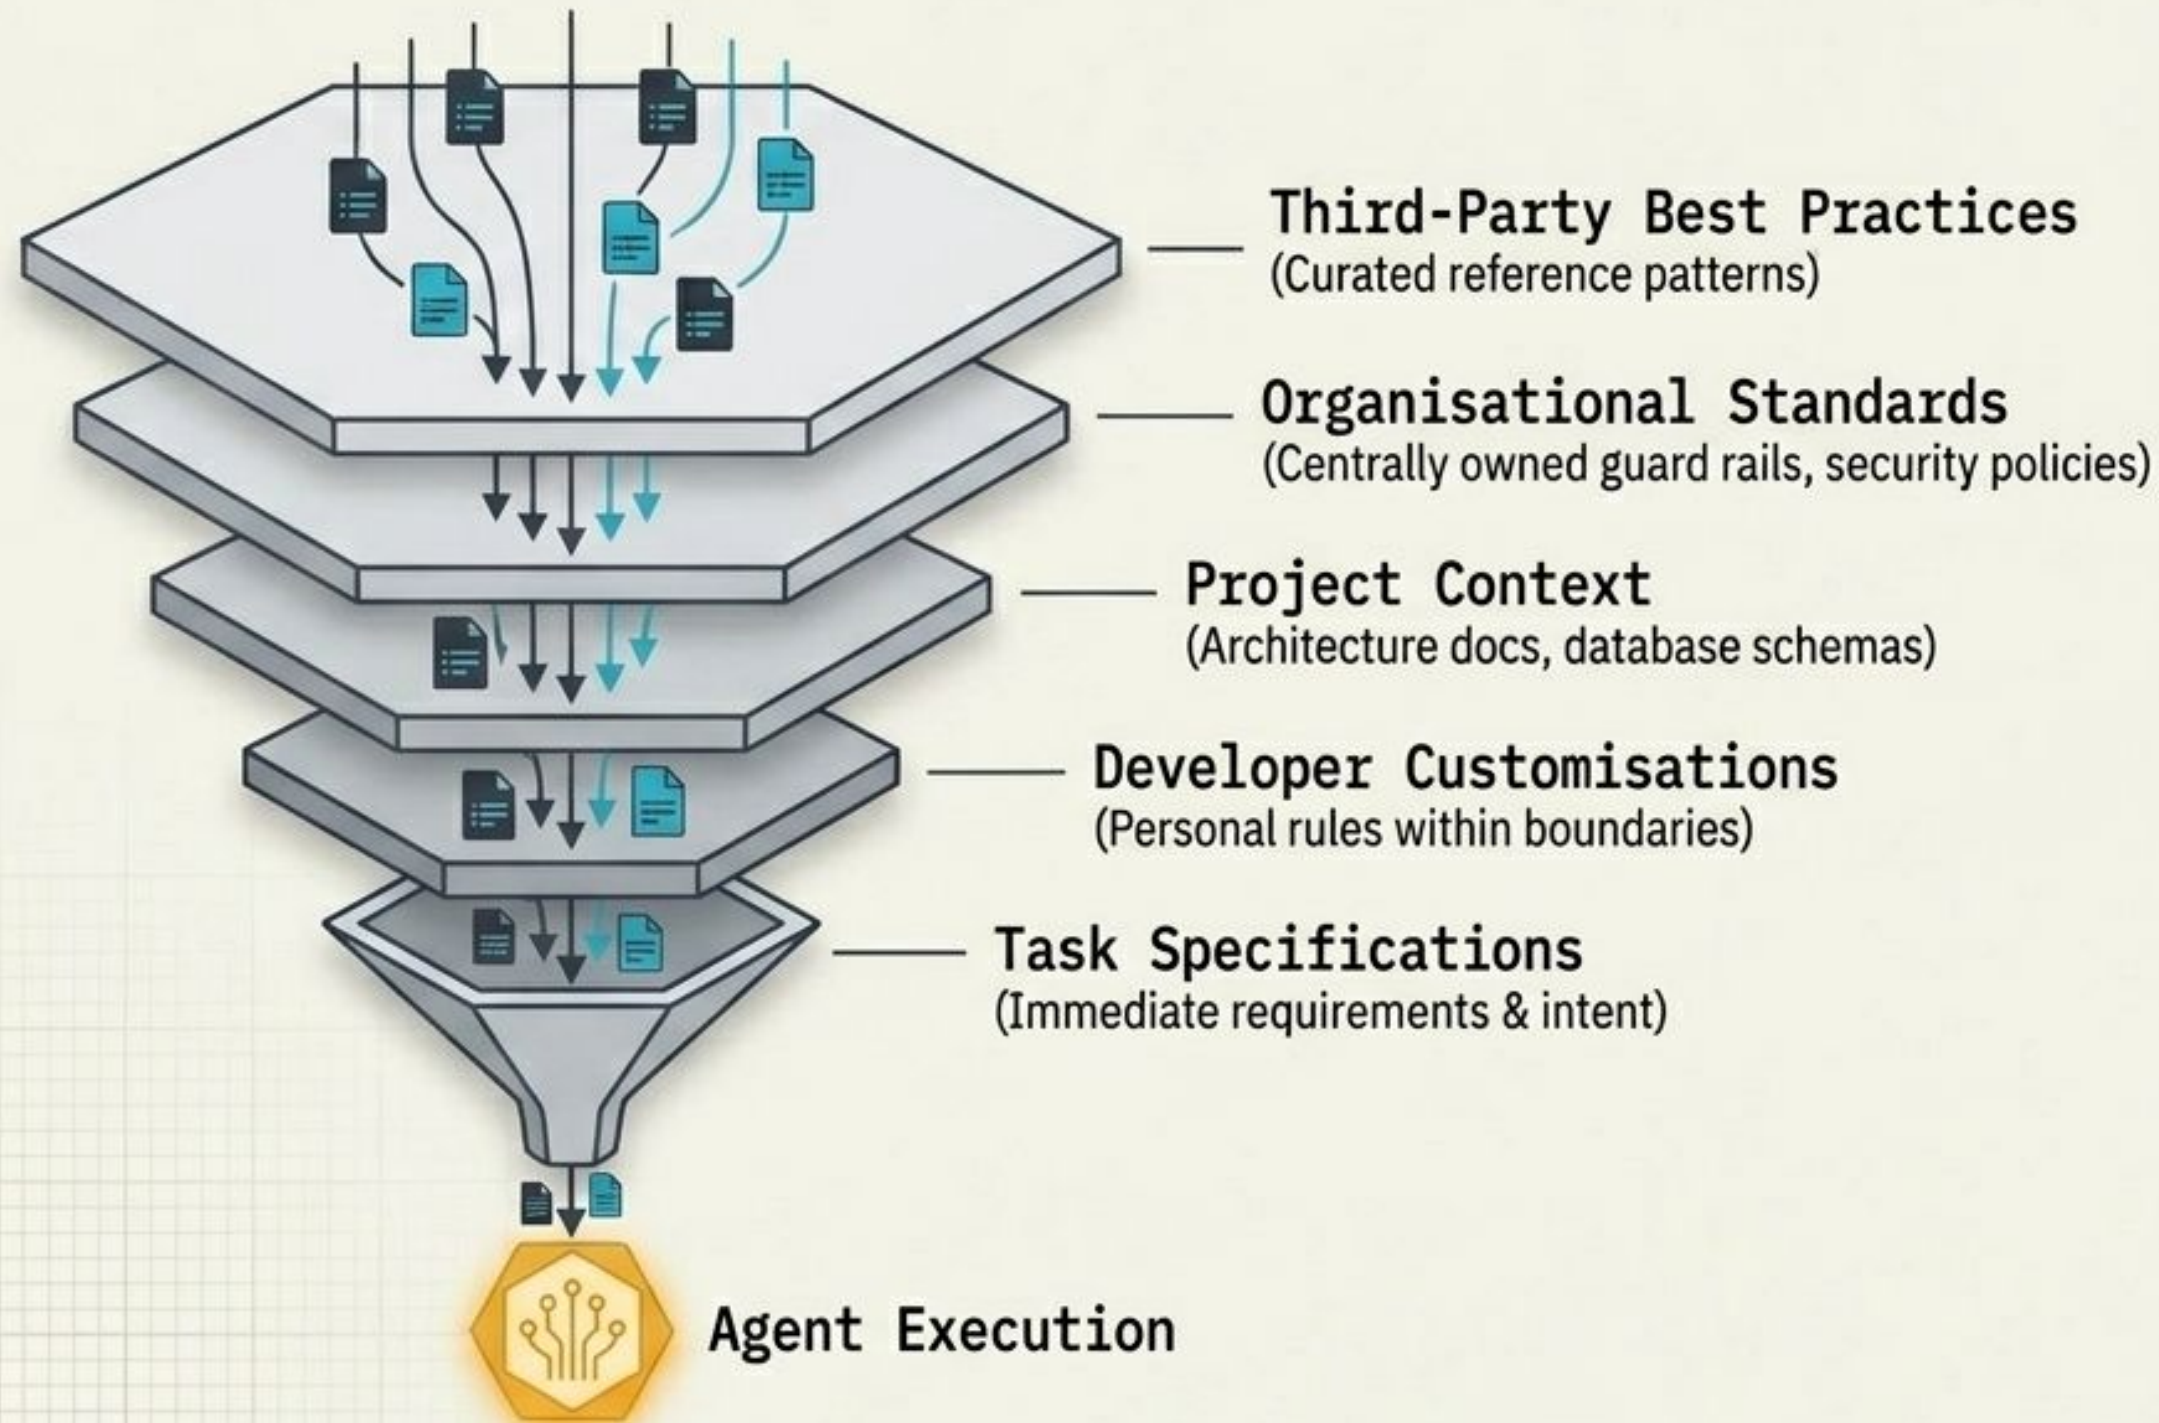 Third-Party Best Practices
(Curated reference patterns)
Organisational Standards
(Centrally owned guard rails, security policies)
Project Context
(Architecture docs, database schemas)
Developer Customisations
(Personal rules within boundaries)
Task Specifications
(Immediate requirements & intent)
Agent Execution